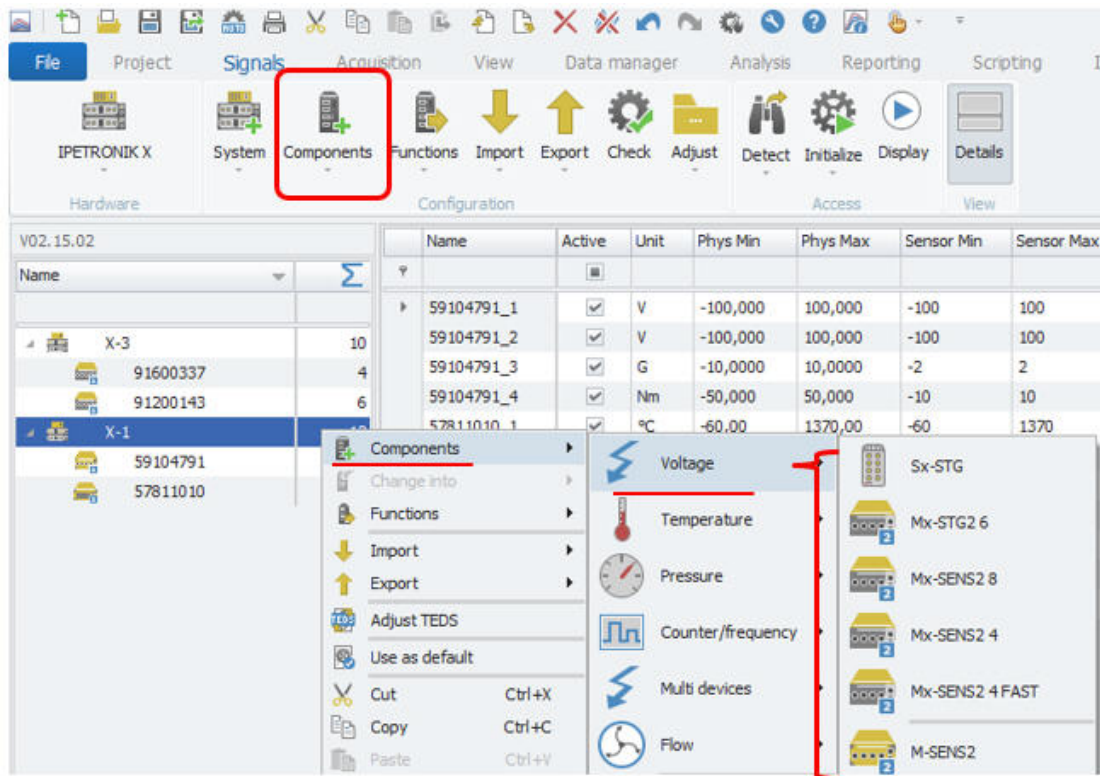 File Project Signals Acquisition View Data manager Analysis Reporting Scripting
IPETRONIK X System Components Functions Import Export Check Adjust Detect Initialize Display Details
Hardware Configuration Access View
V02.15.02
Name
X-3 10
91600337 4
91200143 6
X-1
59104791
57811010
Name Active Unit Phys Min Phys Max Sensor Min Sensor Max
59104791_1 V -100,000 100,000 -100 100
59104791_2 V -100,000 100,000 -100 100
59104791_3 G -10,0000 10,0000 -2 2
59104791_4 Nm -50,000 50,000 -10 10
57811010_1 °C -60,00 1370,00 -60 1370
Components
Change into
Functions
Import
Export
TEDS Adjust TEDS
Use as default
Cut Ctrl+X
Copy Ctrl+C
Paste Ctrl+V
Voltage
Temperature
Pressure
Counter/frequency
Multi devices
Flow
Sx-STG
2 Mx-STG2 6
2 Mx-SENS2 8
2 Mx-SENS2 4
2 Mx-SENS2 4 FAST
2 M-SENS2